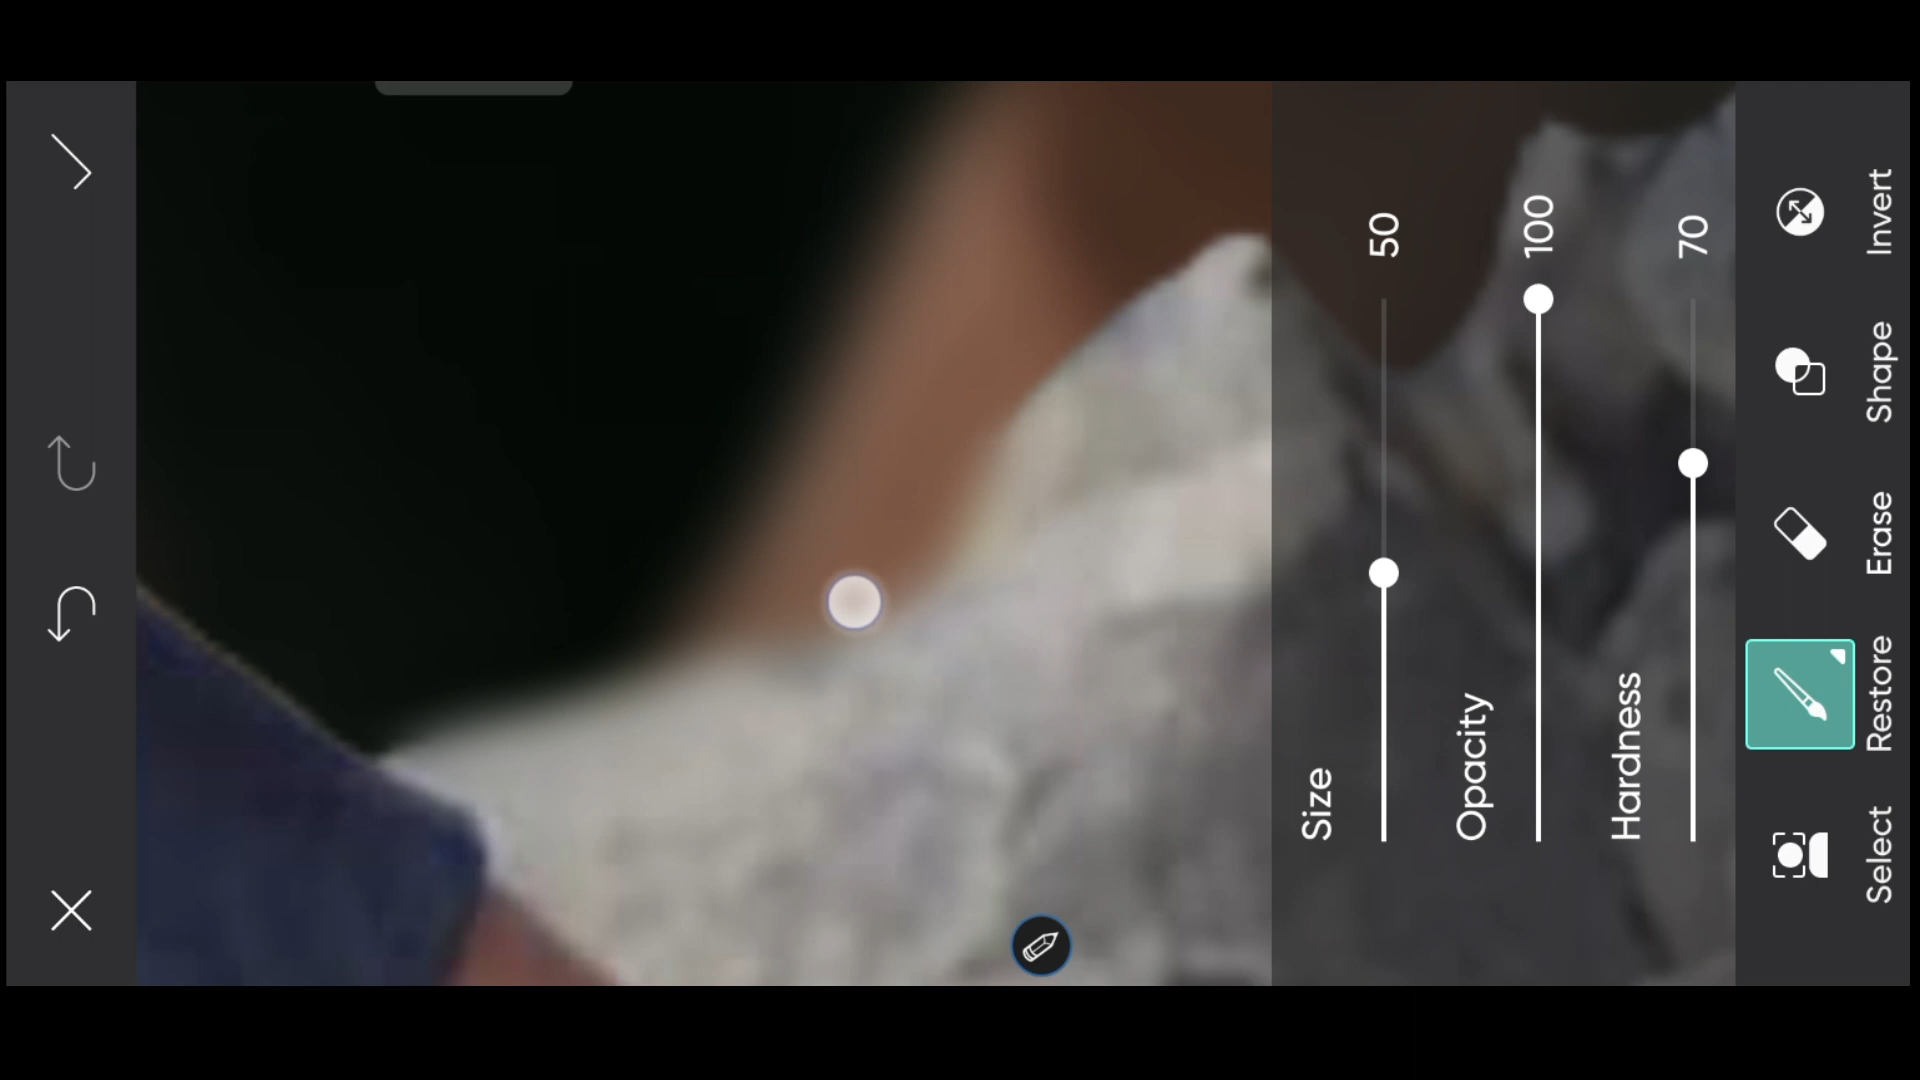 Size 50
Opacity 100
Hardness 70
Select
Restore
Erase
Shape
Invert